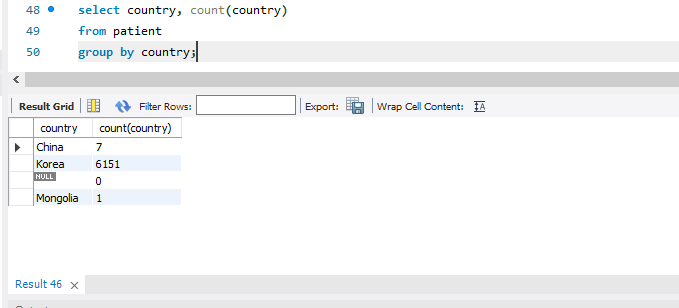 48 select country, count(country)
49 from patient
50 group by country;
Result Grid Filter Rows: Export: Wrap Cell Content: IA
country count(country)
China 7
Korea 6151
NULL 0
Mongolia 1
Result 46 ×